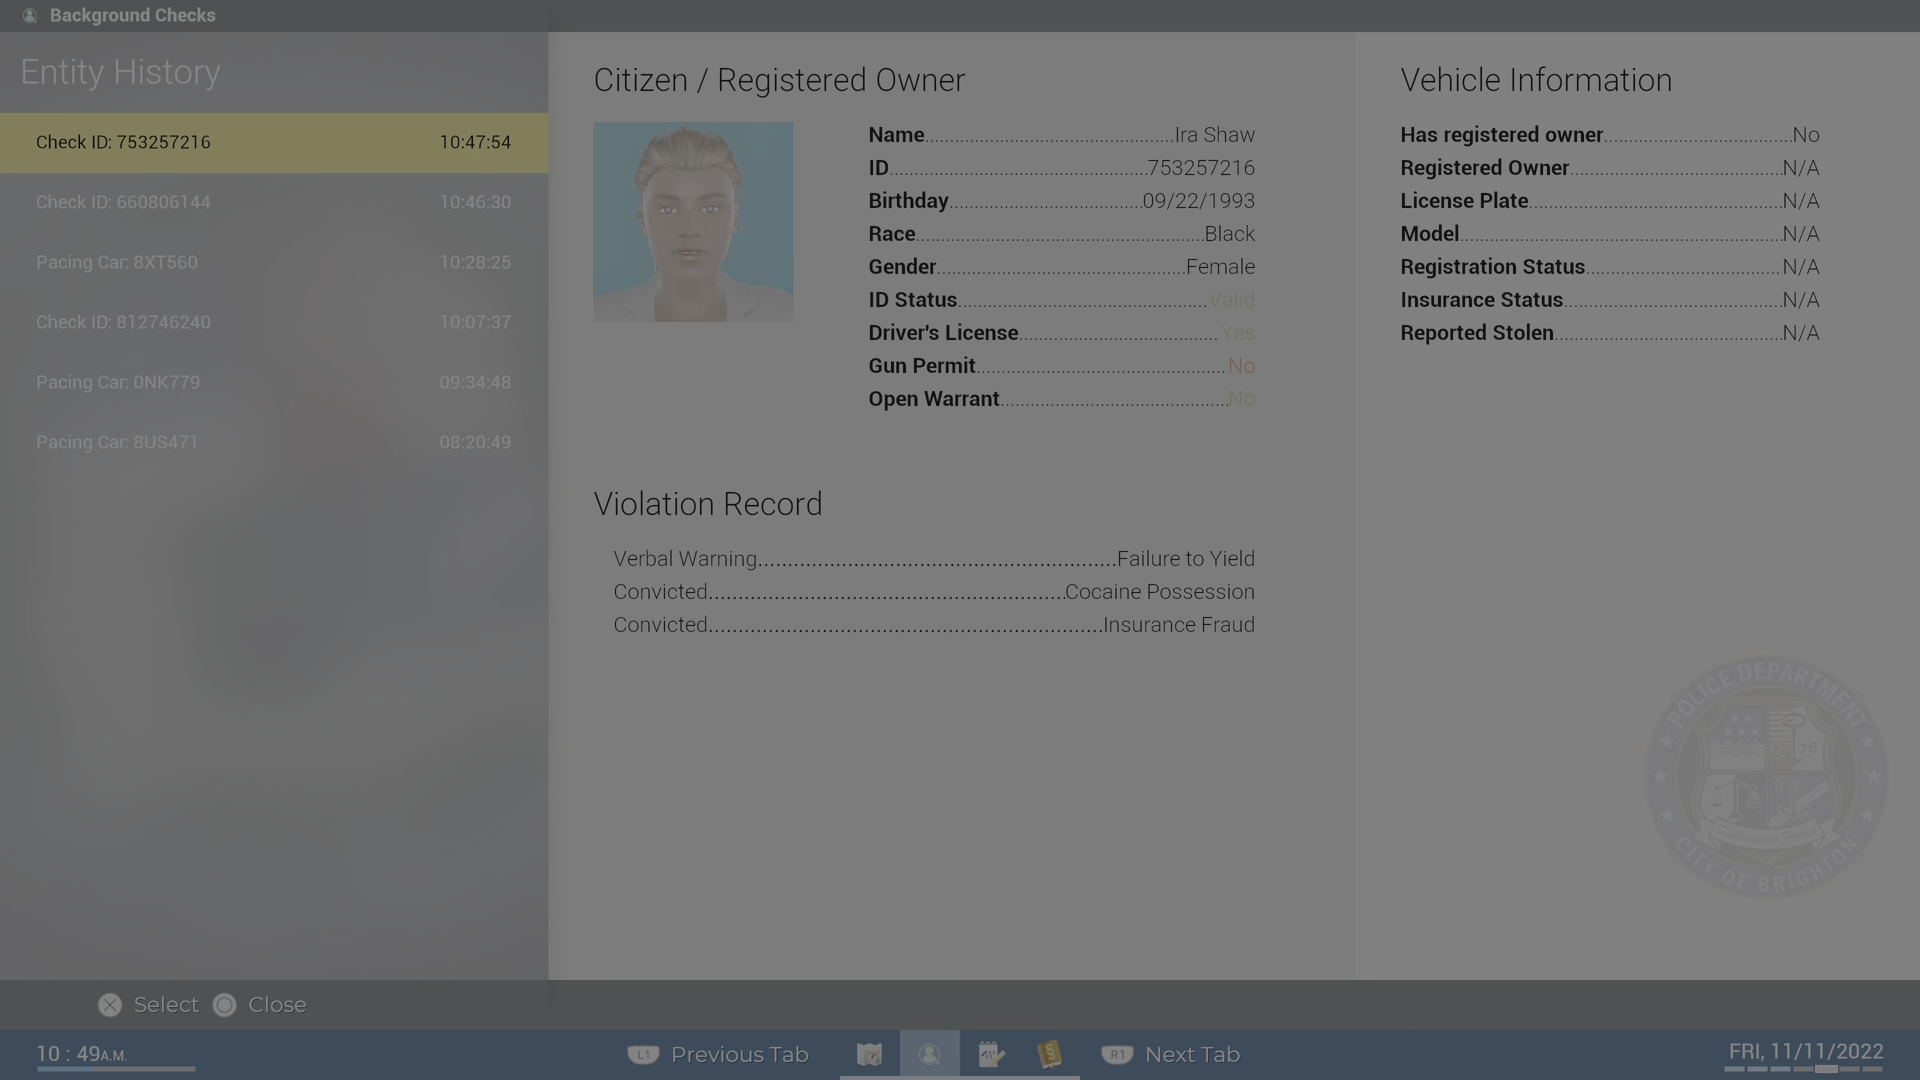 Background Checks
Entity History
Check ID: 753257216 10:47:54
Check ID: 660806144 10:46:30
Pacing Car: 8XT560 10:28:25
Check ID: 812746240 10:07:37
Pacing Car: 0NK779 09:34:48
Pacing Car: 8US471 08:20:49
Citizen / Registered Owner
Name Ira Shaw
ID 753257216
Birthday 09/22/1993
Race Black
Gender Female
ID Status Valid
Driver's License Yes
Gun Permit No
Open Warrant No
Violation Record
Verbal Warning Failure to Yield
Convicted Cocaine Possession
Convicted Insurance Fraud
Vehicle Information
Has registered owner No
Registered Owner N/A
License Plate N/A
Model N/A
Registration Status N/A
Insurance Status N/A
Reported Stolen N/A
POLICE DEPARTMENT
17 76
CITY OF BRIGHTON
Select Close
10 : 49 A.M.
L1 Previous Tab
R1 Next Tab
FRI, 11/11/2022